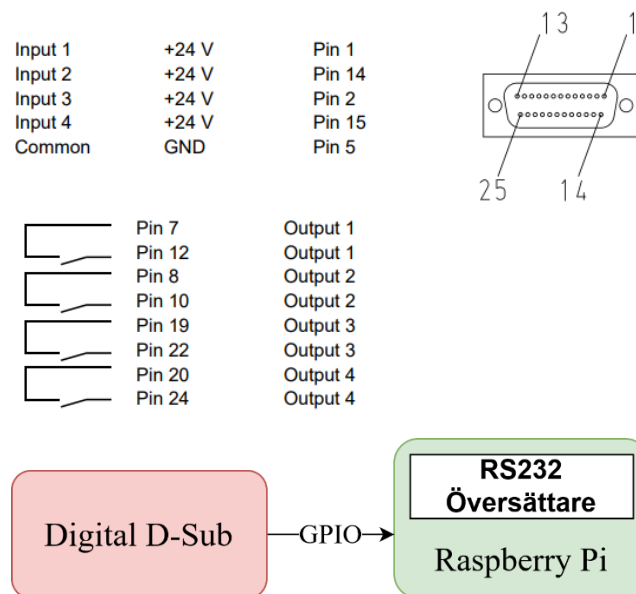 Input 1 +24 V Pin 1
Input 2 +24 V Pin 14
Input 3 +24 V Pin 2
Input 4 +24 V Pin 15
Common GND Pin 5
13 1
25 14
Pin 7 Output 1
Pin 12 Output 1
Pin 8 Output 2
Pin 10 Output 2
Pin 19 Output 3
Pin 22 Output 3
Pin 20 Output 4
Pin 24 Output 4
Digital D-Sub
GPIO
RS232
Översättare
Raspberry Pi